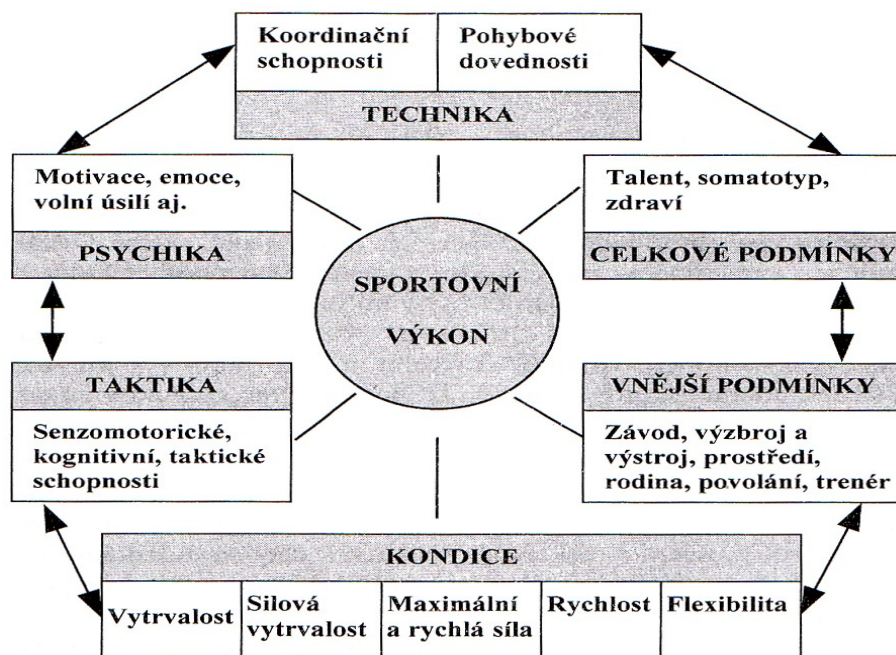 Koordinační
schopnosti
Pohybové
dovednosti
TECHNIKA
Motivace, emoce,
volní úsilí aj.
PSYCHIKA
Talent, somatotyp,
zdraví
CELKOVÉ PODMÍNKY
SPORTOVNÍ
VÝKON
TAKTIKA
Senzomotorické,
kognitivní, taktické
schopnosti
VNĚJŠÍ PODMÍNKY
Závod, výzbroj a
výstroj, prostředí,
rodina, povolání, trenér
KONDICE
Vytrvalost
Silová
vytrvalost
Maximální
a rychlá síla
Rychlost
Flexibilita